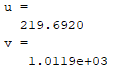 u =
219.6920
v =
1.0119e+03